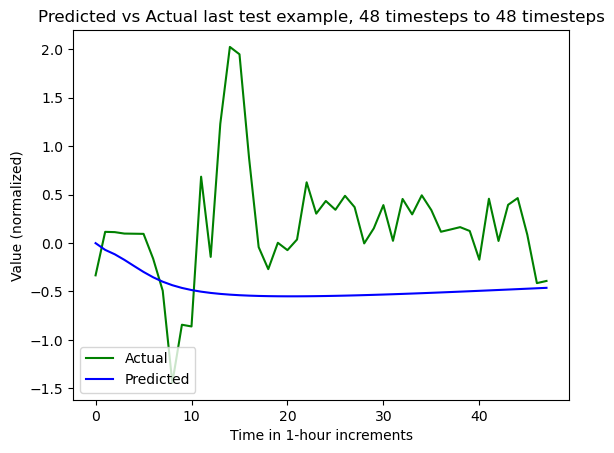 Predicted vs Actual last test example, 48 timesteps to 48 timesteps
2.0
1.5
1.0
0.5
0.0
−0.5
−1.0
−1.5
Value (normalized)
Actual
Predicted
0 10 20 30 40
Time in 1-hour increments